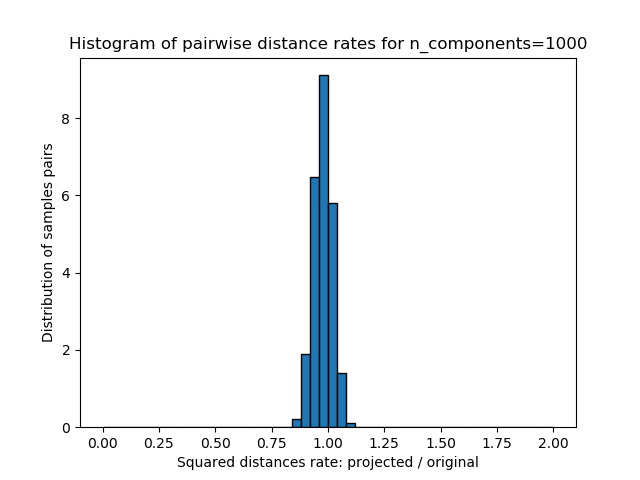 Histogram of pairwise distance rates for n_components=1000
Distribution of samples pairs
8
6
4
2
0
0.00 0.25 0.50 0.75 1.00 1.25 1.50 1.75 2.00
Squared distances rate: projected / original